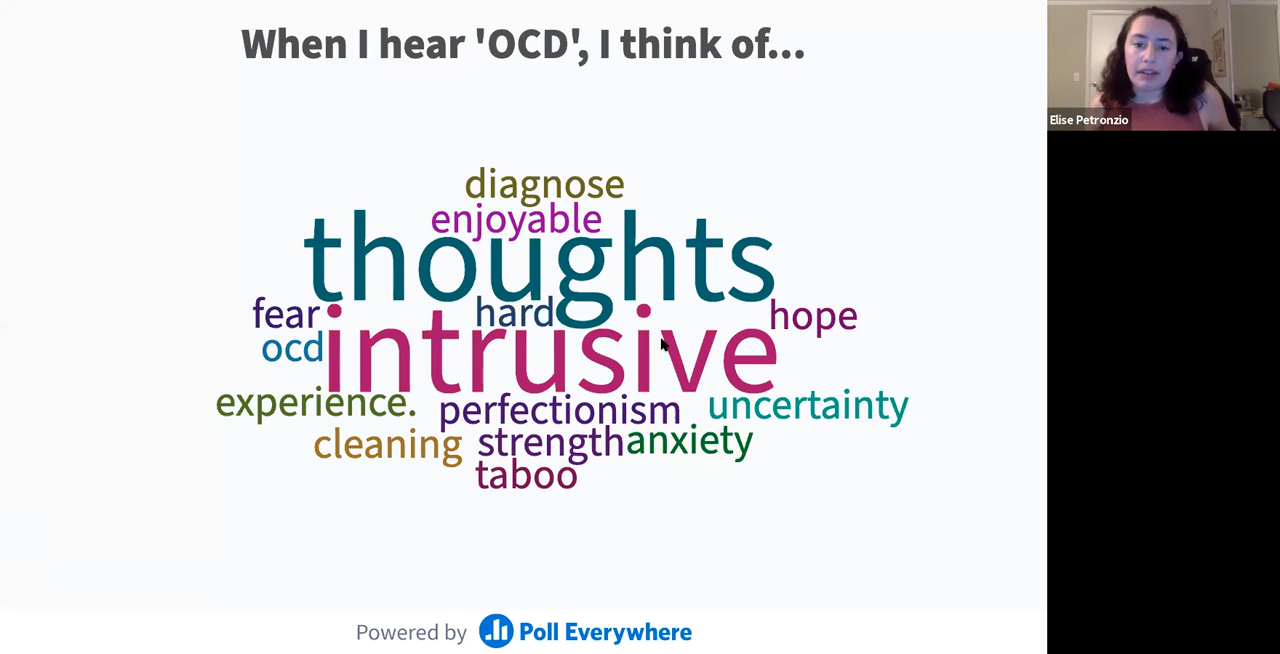 When I hear 'OCD', I think of...
Elise Petronzio
diagnose
enjoyable
thoughts
fear hard hope
intrusive
ocd
experience. perfectionism uncertainty
cleaning strength anxiety
taboo
Powered by Poll Everywhere